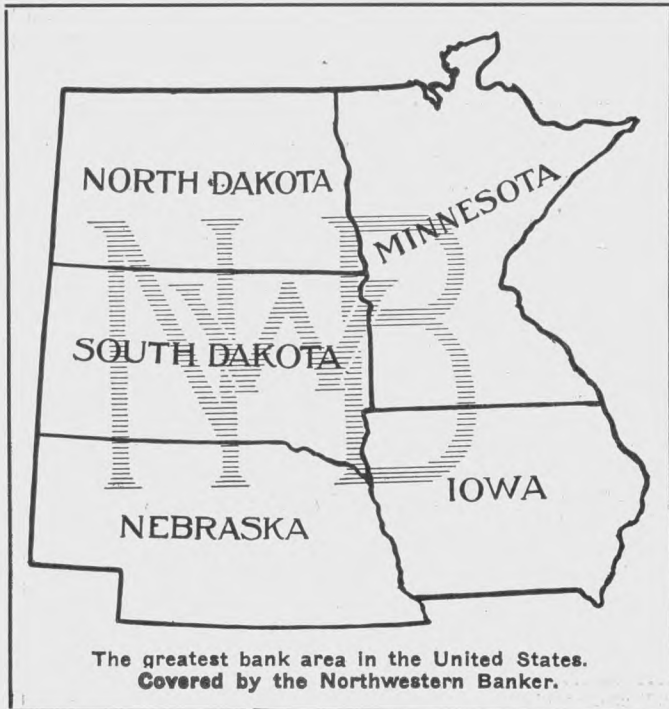 NORTH DAKOTA
MINNESOTA
NWB
SOUTH DAKOTA
IOWA
NEBRASKA
The greatest bank area in the United States.
Covered by the Northwestern Banker.